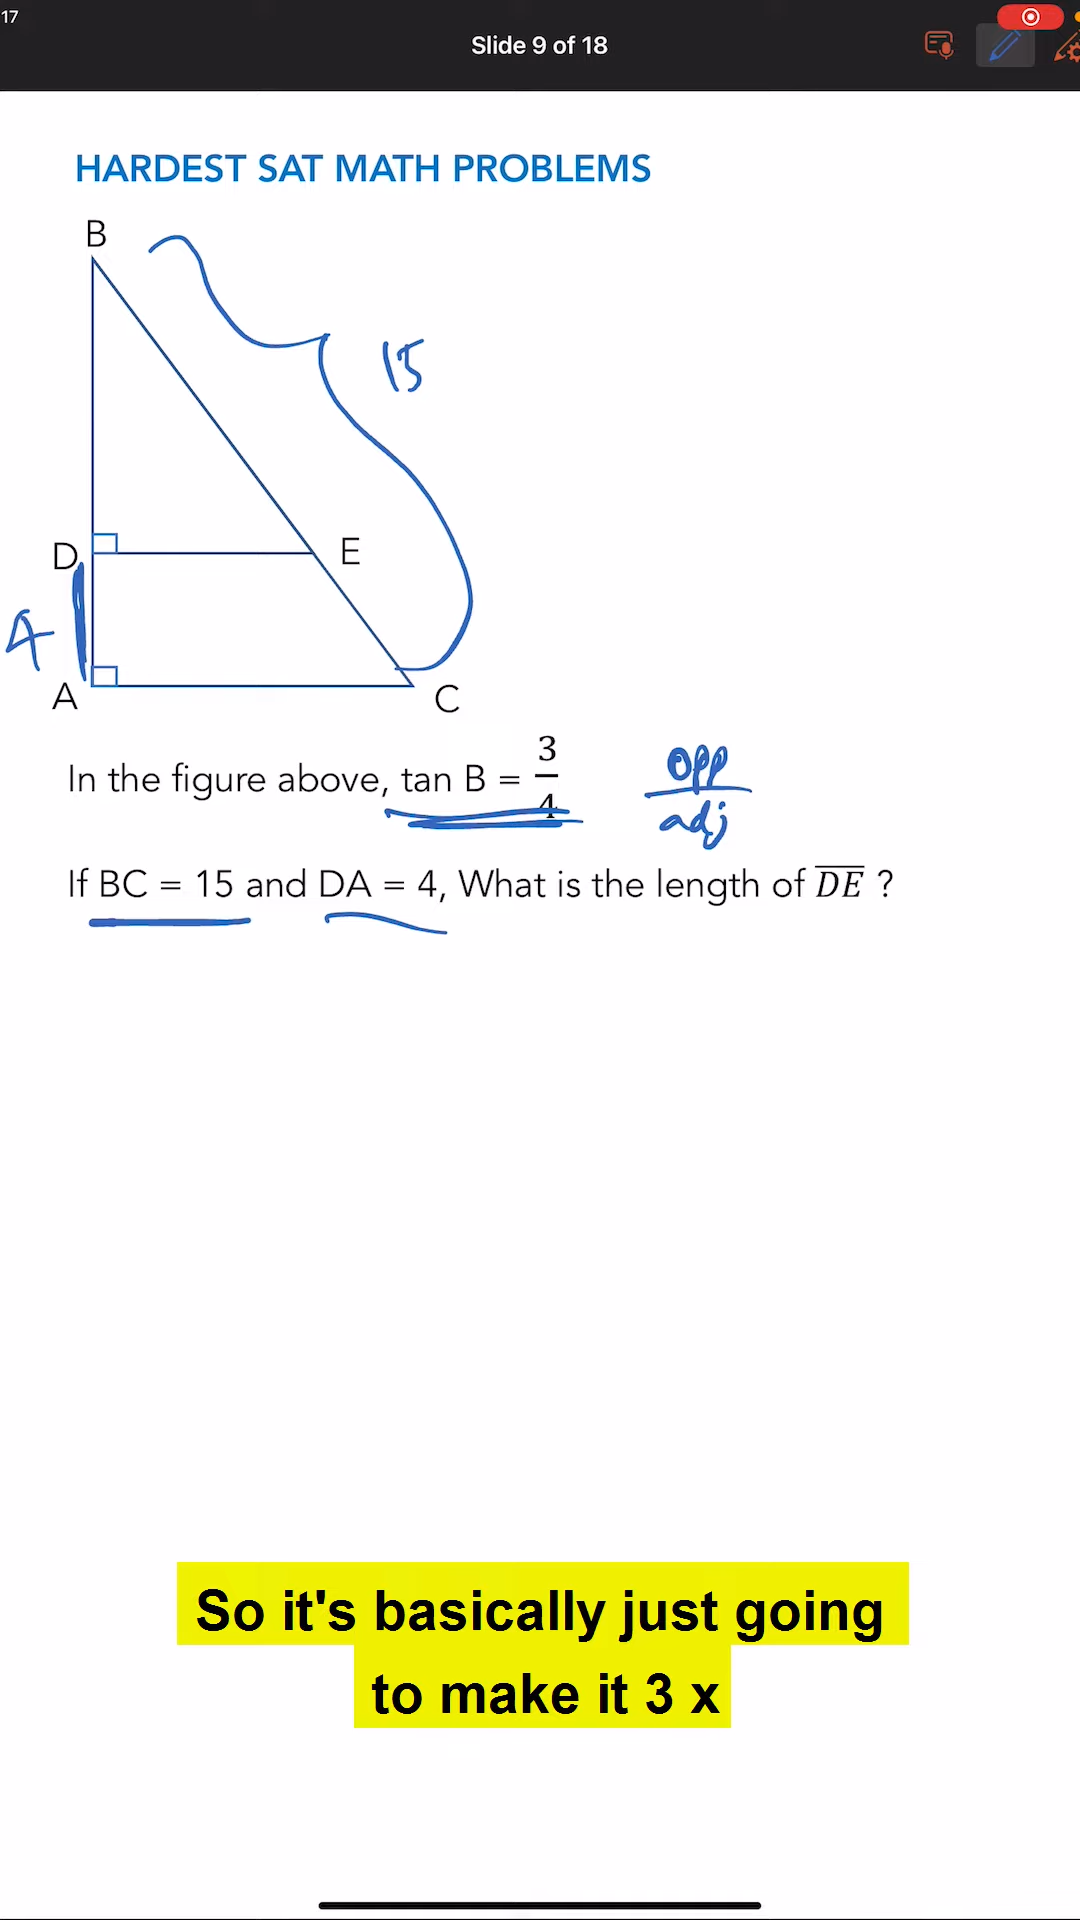 17
Slide 9 of 18
HARDEST SAT MATH PROBLEMS
B
15
D
E
4
A
C
In the figure above, tan B = 3/4
opp
adj
If BC = 15 and DA = 4, What is the length of D̅E̅ ?
So it's basically just going
to make it 3 x